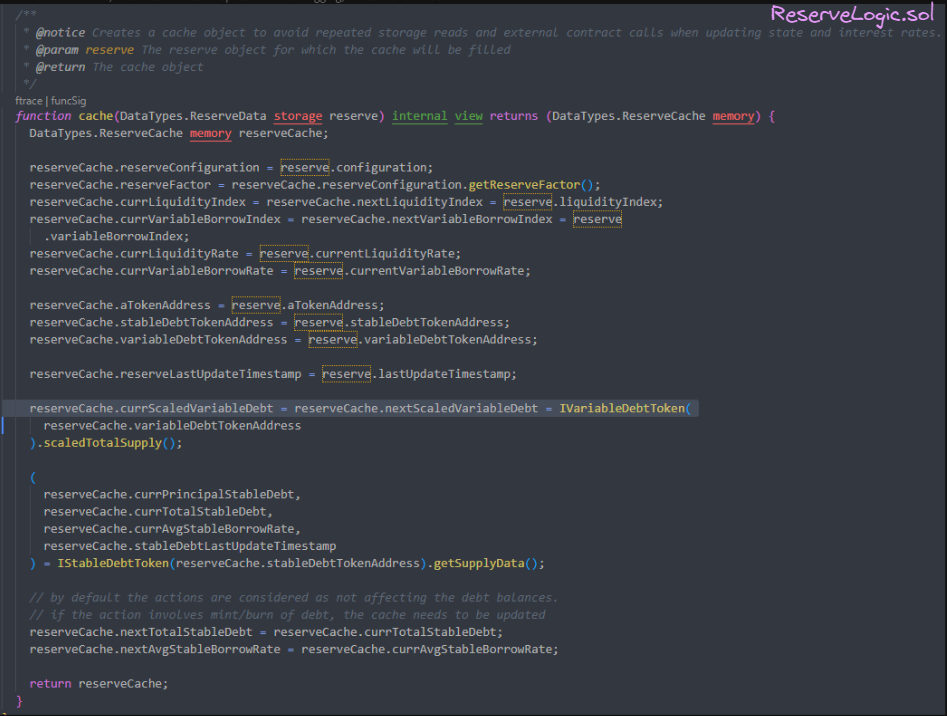 ReserveLogic.sol
/**
 * @notice Creates a cache object to avoid repeated storage reads and external contract calls when updating state and interest rates.
 * @param reserve The reserve object for which the cache will be filled
 * @return The cache object
 */
ftrace | funcSig
function cache(DataTypes.ReserveData storage reserve) internal view returns (DataTypes.ReserveCache memory) {
  DataTypes.ReserveCache memory reserveCache;
  reserveCache.reserveConfiguration = reserve.configuration;
  reserveCache.reserveFactor = reserveCache.reserveConfiguration.getReserveFactor();
  reserveCache.currLiquidityIndex = reserveCache.nextLiquidityIndex = reserve.liquidityIndex;
  reserveCache.currVariableBorrowIndex = reserveCache.nextVariableBorrowIndex = reserve
    .variableBorrowIndex;
  reserveCache.currLiquidityRate = reserve.currentLiquidityRate;
  reserveCache.currVariableBorrowRate = reserve.currentVariableBorrowRate;
  reserveCache.aTokenAddress = reserve.aTokenAddress;
  reserveCache.stableDebtTokenAddress = reserve.stableDebtTokenAddress;
  reserveCache.variableDebtTokenAddress = reserve.variableDebtTokenAddress;
  reserveCache.reserveLastUpdateTimestamp = reserve.lastUpdateTimestamp;
  reserveCache.currScaledVariableDebt = reserveCache.nextScaledVariableDebt = IVariableDebtToken(
    reserveCache.variableDebtTokenAddress
  ).scaledTotalSupply();
  (
    reserveCache.currPrincipalStableDebt,
    reserveCache.currTotalStableDebt,
    reserveCache.currAvgStableBorrowRate,
    reserveCache.stableDebtLastUpdateTimestamp
  ) = IStableDebtToken(reserveCache.stableDebtTokenAddress).getSupplyData();
  // by default the actions are considered as not affecting the debt balances.
  // if the action involves mint/burn of debt, the cache needs to be updated
  reserveCache.nextTotalStableDebt = reserveCache.currTotalStableDebt;
  reserveCache.nextAvgStableBorrowRate = reserveCache.currAvgStableBorrowRate;
  return reserveCache;
}